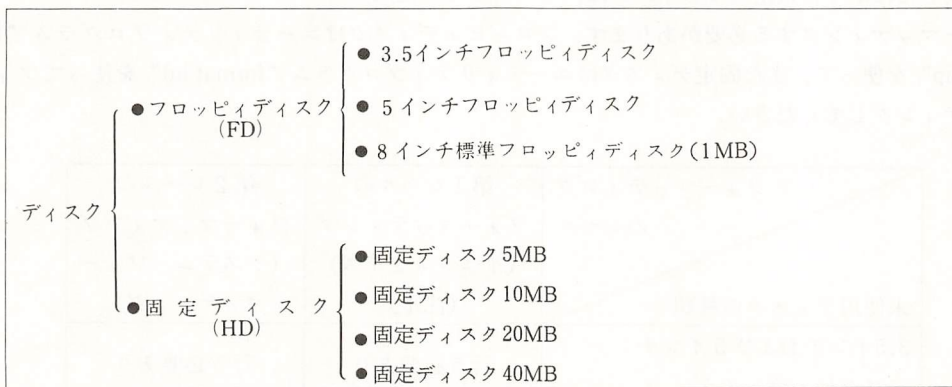 ディスク
●フロッピィディスク
(FD)
● 3.5インチフロッピィディスク
● 5インチフロッピィディスク
● 8インチ標準フロッピィディスク(1MB)
●固定ディスク
(HD)
●固定ディスク5MB
●固定ディスク10MB
●固定ディスク20MB
●固定ディスク40MB